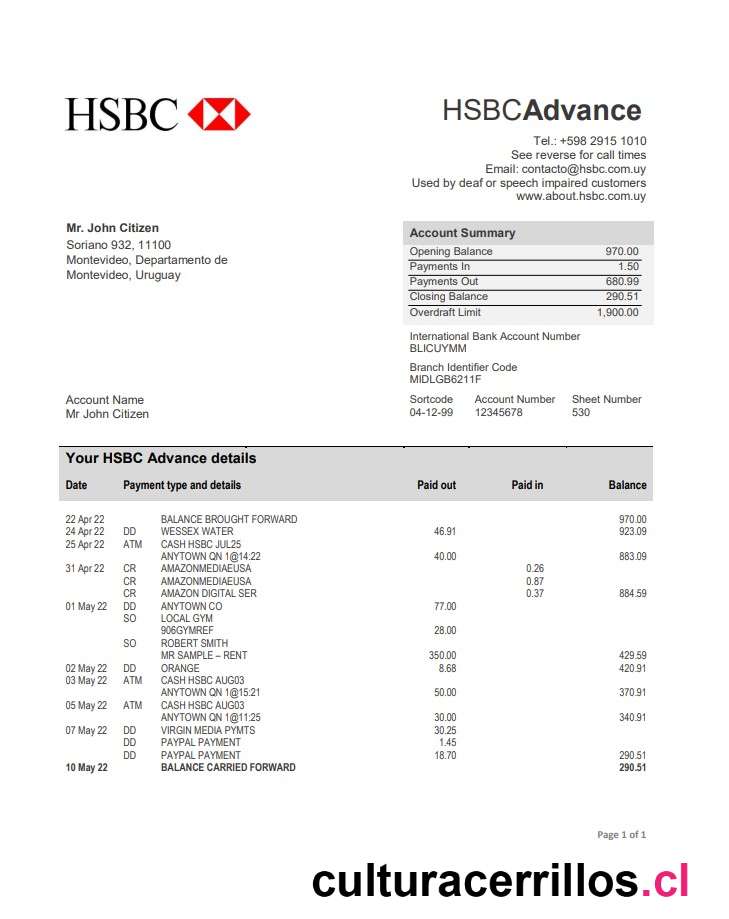 HSBC
HSBCAdvance
Tel.: +598 2915 1010
See reverse for call times
Email: contacto@hsbc.com.uy
Used by deaf or speech impaired customers
www.about.hsbc.com.uy
Mr. John Citizen
Soriano 932, 11100
Montevideo, Departamento de
Montevideo, Uruguay
Account Summary
Opening Balance 970.00
Payments In 1.50
Payments Out 680.99
Closing Balance 290.51
Overdraft Limit 1,900.00
International Bank Account Number
BLICUYMM
Branch Identifier Code
MIDLGB6211F
Account Name
Mr John Citizen
Sortcode Account Number Sheet Number
04-12-99 12345678 530
Your HSBC Advance details
Date Payment type and details Paid out Paid in Balance
22 Apr 22 BALANCE BROUGHT FORWARD 970.00
24 Apr 22 DD WESSEX WATER 46.91 923.09
25 Apr 22 ATM CASH HSBC JUL25
ANYTOWN QN 1@14:22 40.00 883.09
31 Apr 22 CR AMAZONMEDIAEUSA 0.26
CR AMAZONMEDIAEUSA 0.87
CR AMAZON DIGITAL SER 0.37 884.59
01 May 22 DD ANYTOWN CO 77.00
SO LOCAL GYM
906GYMREF 28.00
SO ROBERT SMITH
MR SAMPLE – RENT 350.00 429.59
02 May 22 DD ORANGE 8.68 420.91
03 May 22 ATM CASH HSBC AUG03
ANYTOWN QN 1@15:21 50.00 370.91
05 May 22 ATM CASH HSBC AUG03
ANYTOWN QN 1@11:25 30.00 340.91
07 May 22 DD VIRGIN MEDIA PYMTS 30.25
DD PAYPAL PAYMENT 1.45
DD PAYPAL PAYMENT 18.70 290.51
10 May 22 BALANCE CARRIED FORWARD 290.51
Page 1 of 1
culturacerrillos.cl